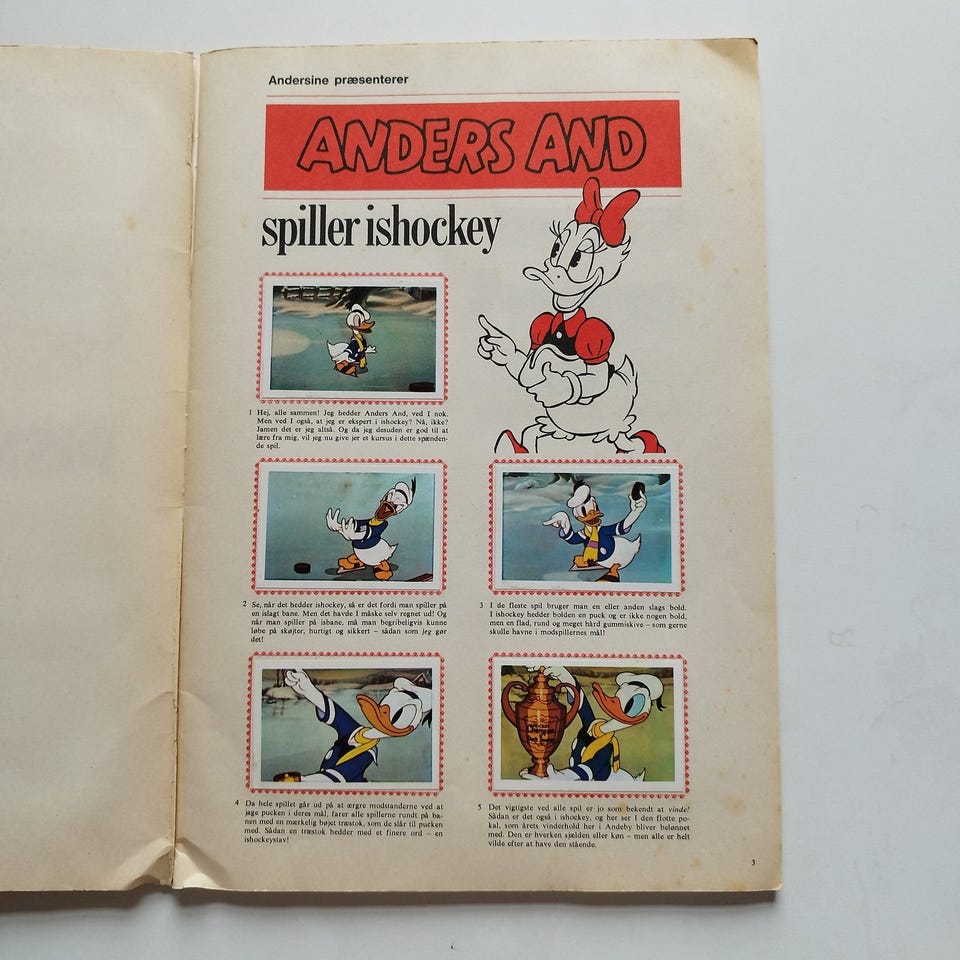 Andersine præsenterer
ANDERS AND
spiller ishockey
1 Hej, alle sammen! Jeg hedder Anders And, ved I nok.
Men ved I også, at jeg er ekspert i ishockey? Nå, ikke?
Jamen det er jeg altså. Og da jeg desuden er god til at
lære fra mig, vil jeg nu give jer et kursus i dette spænden-
de spil.
2 Se, når det hedder ishockey, så er det fordi man spiller på
en islagt bane. Men det havde I måske selv regnet ud! Og
når man spiller på isbane, må man begribeligvis kunne
løbe på skøjter, hurtigt og sikkert – sådan som jeg gør
det!
3 I de fleste spil bruger man en eller anden slags bold.
I ishockey hedder bolden en puck og er ikke nogen bold,
men en flad, rund og meget hård gummiskive – som gerne
skulle havne i modspillernes mål!
4 Da hele spillet går ud på at ærgre modstanderne ved at
jage pucken i deres mål, farer alle spillerne rundt på ba-
nen med en mærkelig bøjet træstok, som de slår til pucken
med. Sådan en træstok hedder med et finere ord – en
ishockeystav!
5 Det vigtigste ved alle spil er jo som bekendt at vinde!
Sådan er det også i ishockey, og her ser I den flotte po-
kal, som årets vinderhold her i Andeby bliver belønnet
med. Den er hverken sjælden eller køn – men alle er helt
vilde efter at have den stående.
3